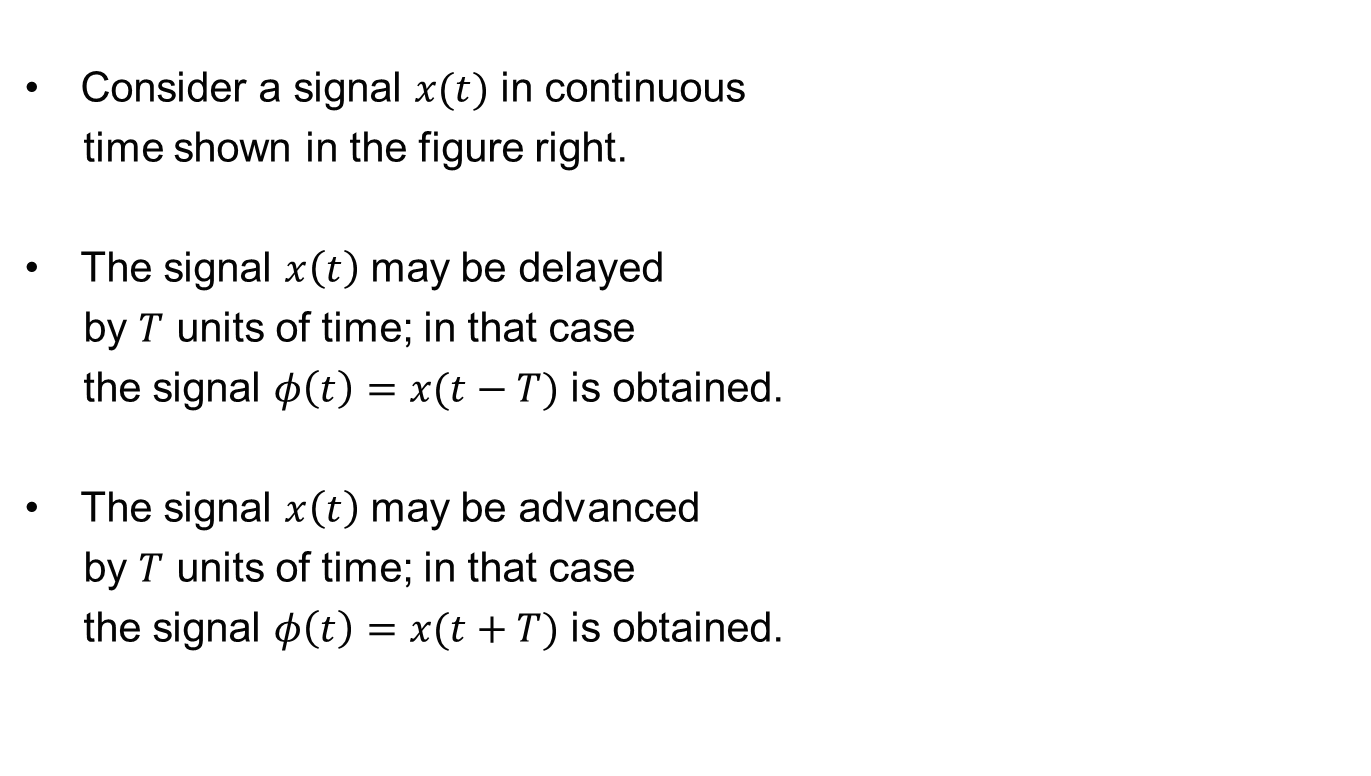 • Consider a signal 𝑥(𝑡) in continuous
time shown in the figure right.
• The signal 𝑥(𝑡) may be delayed
by 𝑇 units of time; in that case
the signal 𝜙(𝑡) = 𝑥(𝑡 − 𝑇) is obtained.
• The signal 𝑥(𝑡) may be advanced
by 𝑇 units of time; in that case
the signal 𝜙(𝑡) = 𝑥(𝑡 + 𝑇) is obtained.